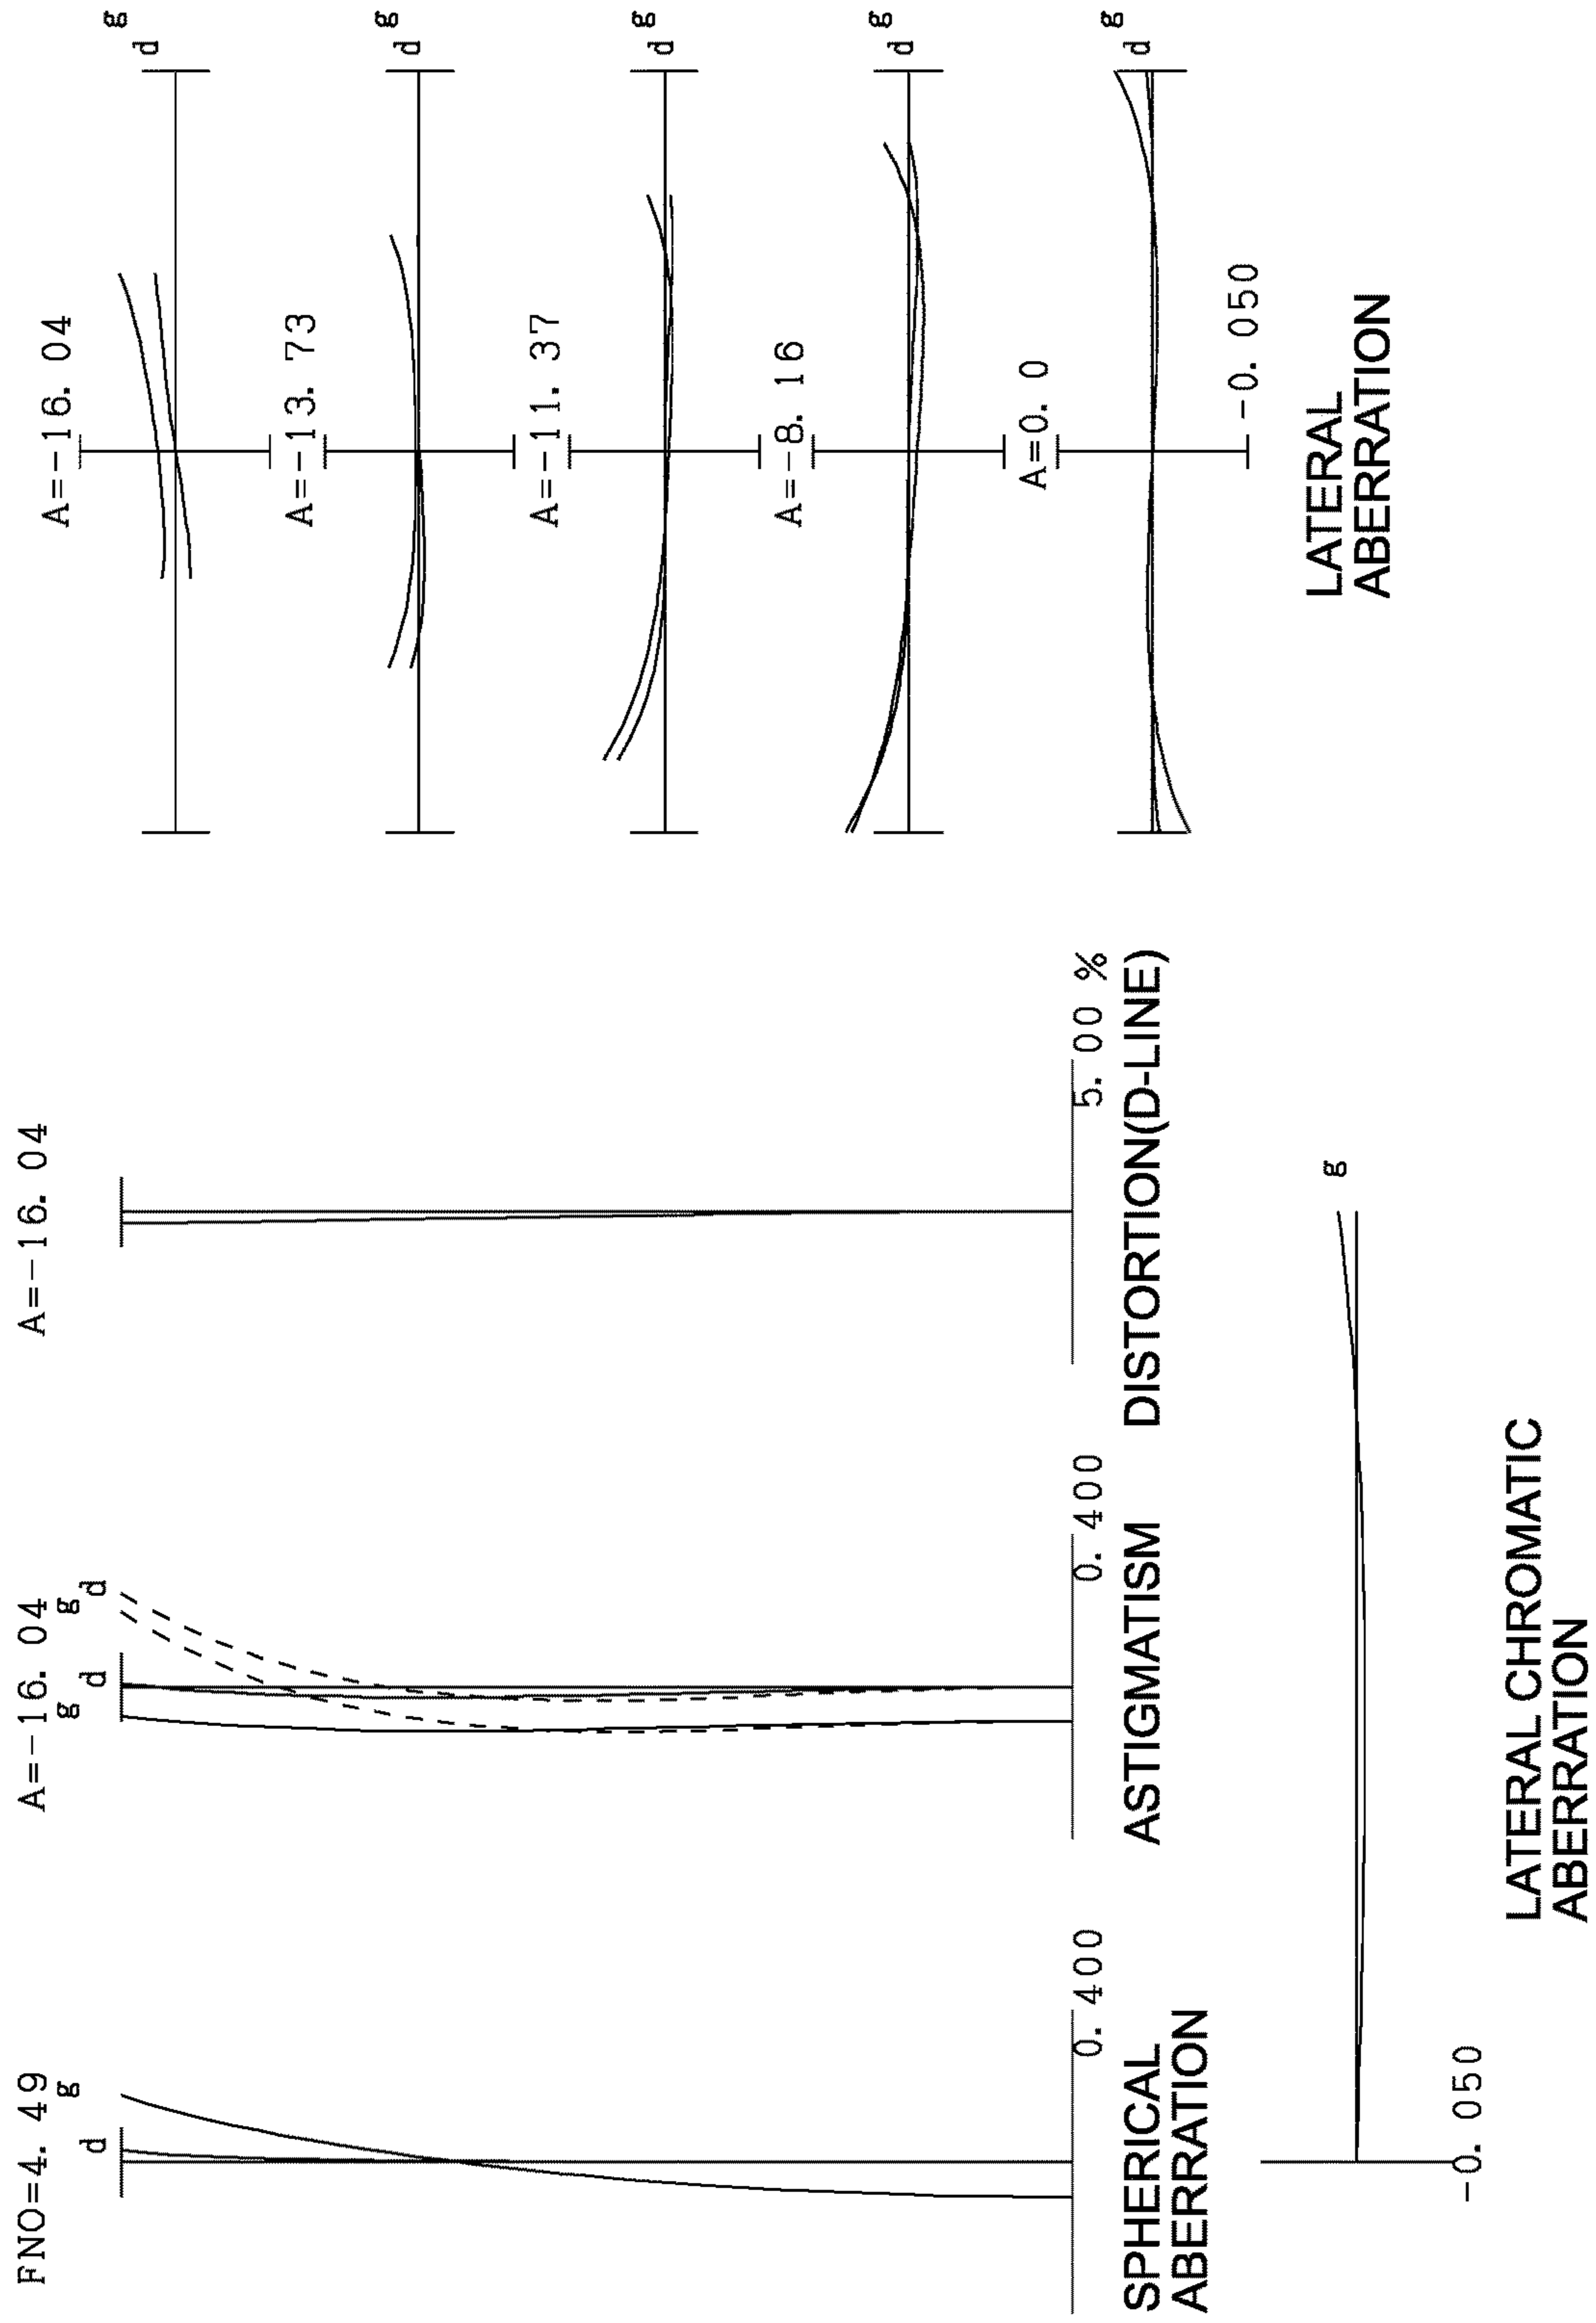 FNO=4.49
d
g
0.400
SPHERICAL
ABERRATION
A=-16.04
g
d
g
d
0.400
ASTIGMATISM
A=-16.04
5.00 %
DISTORTION(D-LINE)
g
-0.050
LATERAL CHROMATIC
ABERRATION
A=-16.04
g
d
A=-13.73
g
d
A=-11.37
g
d
A=-8.16
g
d
A=0.0
g
d
-0.050
LATERAL
ABERRATION